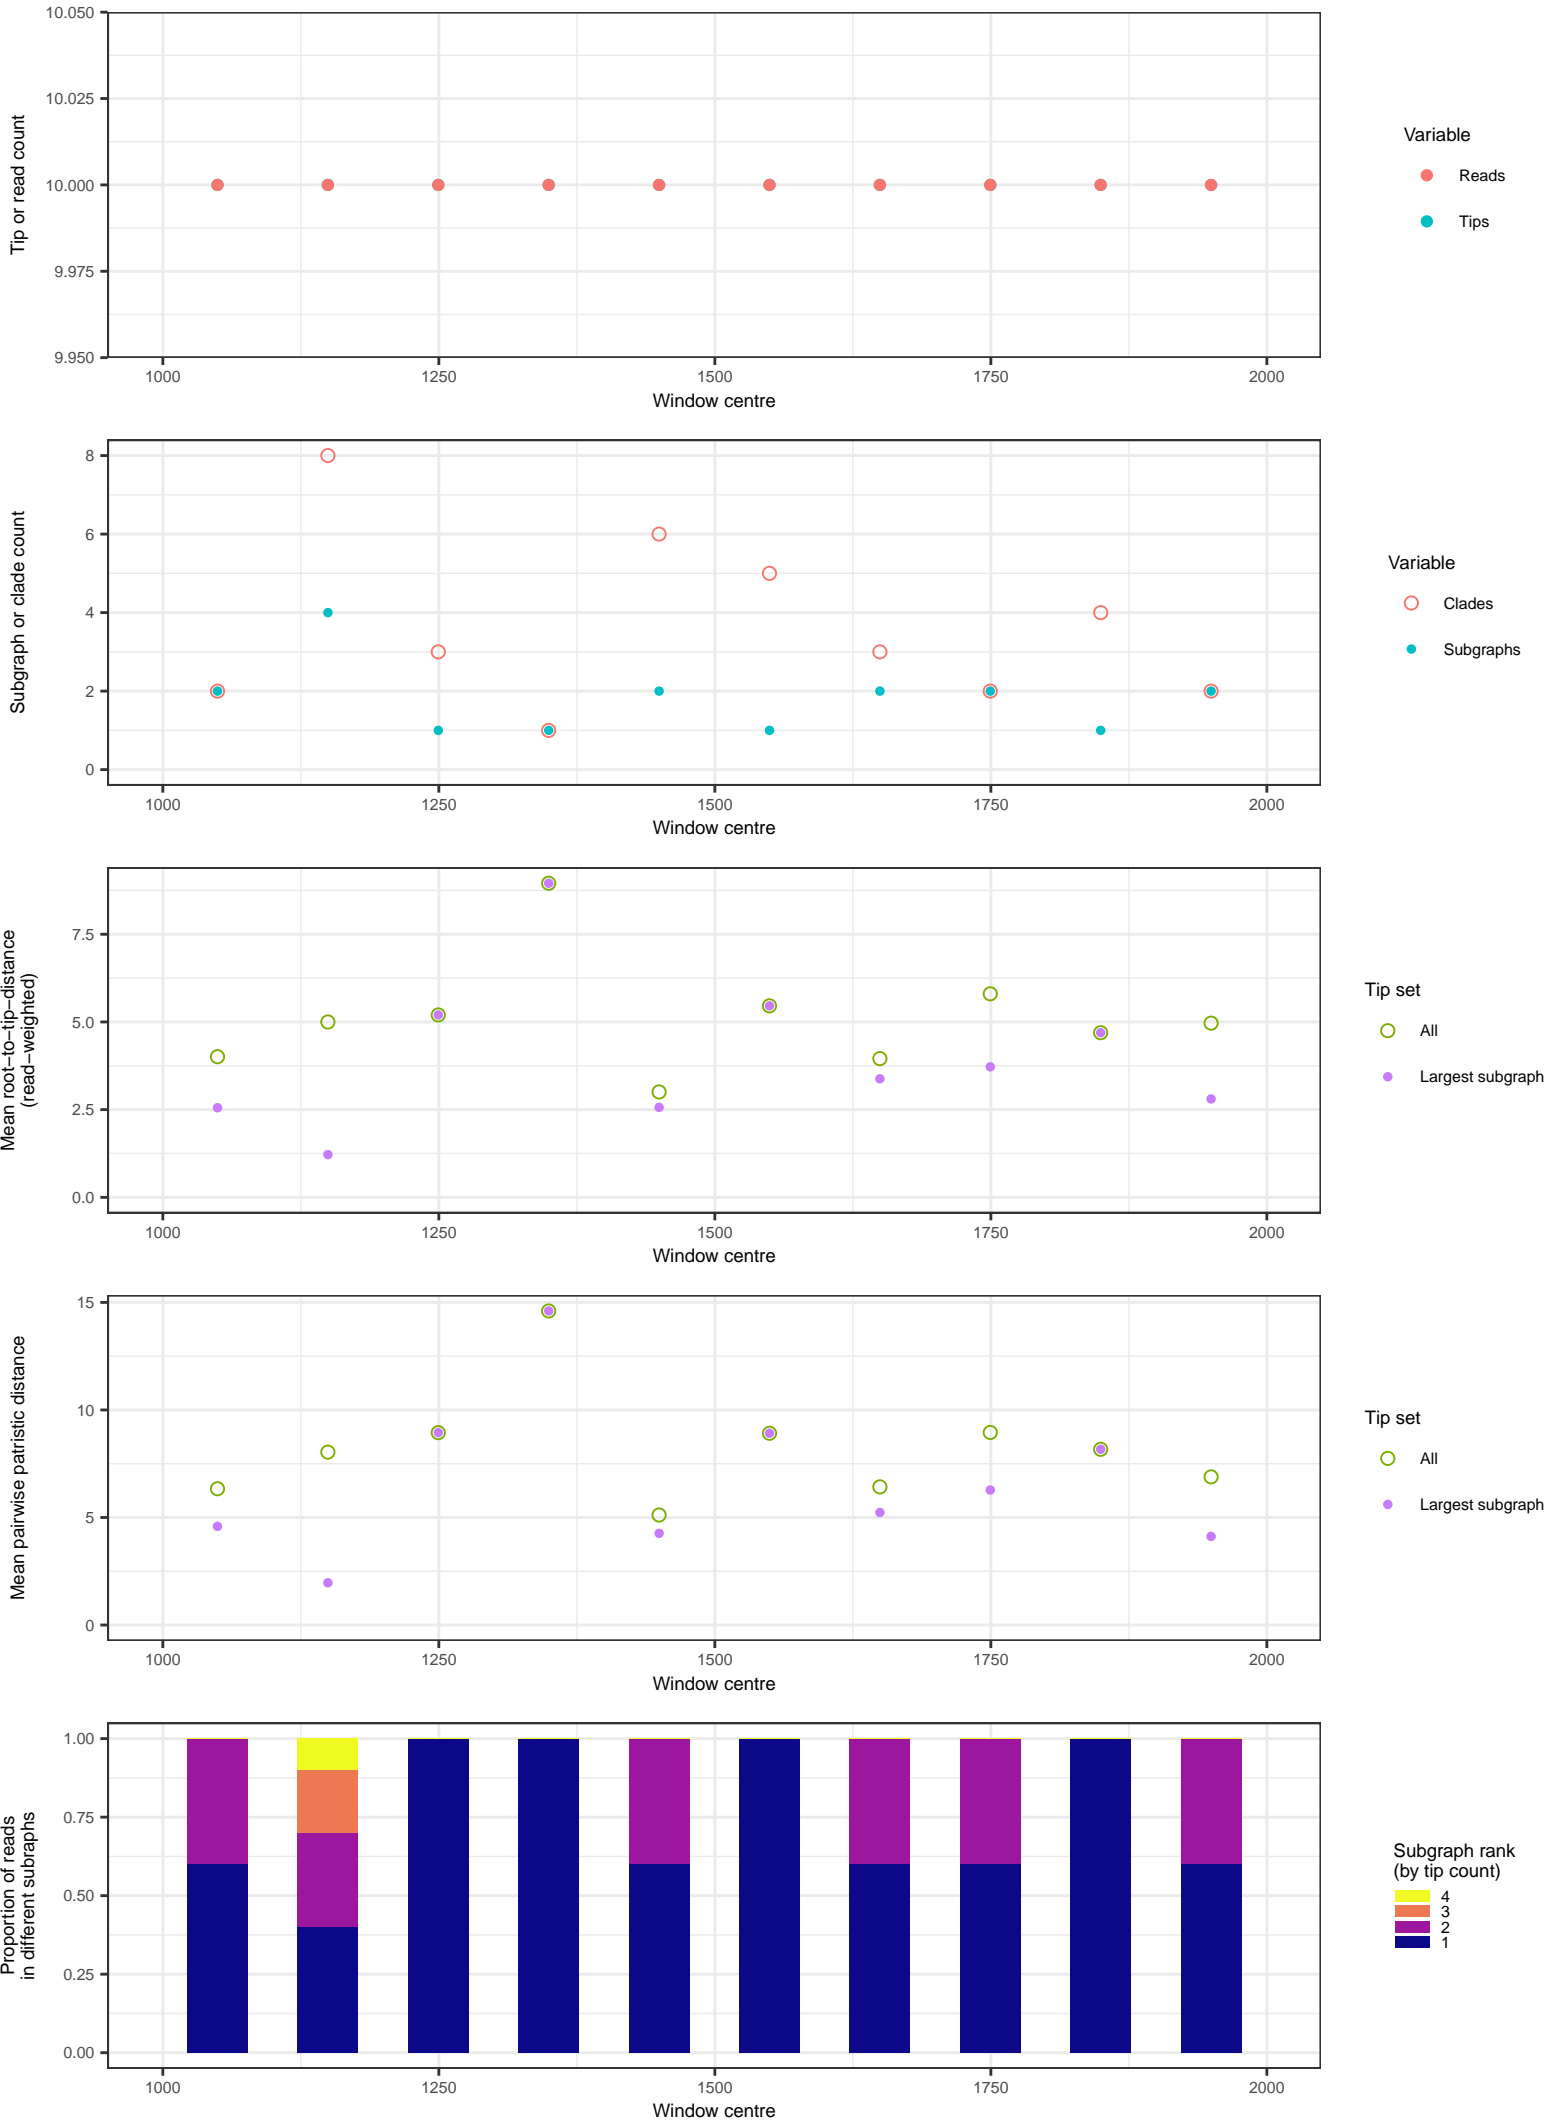 10.050
10.025
10.000
9.975
9.950
Tip or read count
1000 1250 1500 1750 2000
Window centre
Variable
Reads
Tips
8
6
4
2
0
Subgraph or clade count
1000 1250 1500 1750 2000
Window centre
Variable
Clades
Subgraphs
7.5
5.0
2.5
0.0
Mean root−to−tip−distance
(read−weighted)
1000 1250 1500 1750 2000
Window centre
Tip set
All
Largest subgraph
15
10
5
0
Mean pairwise patristic distance
1000 1250 1500 1750 2000
Window centre
Tip set
All
Largest subgraph
1.00
0.75
0.50
0.25
0.00
Proportion of reads
in different subraphs
1000 1250 1500 1750 2000
Window centre
Subgraph rank
(by tip count)
4
3
2
1